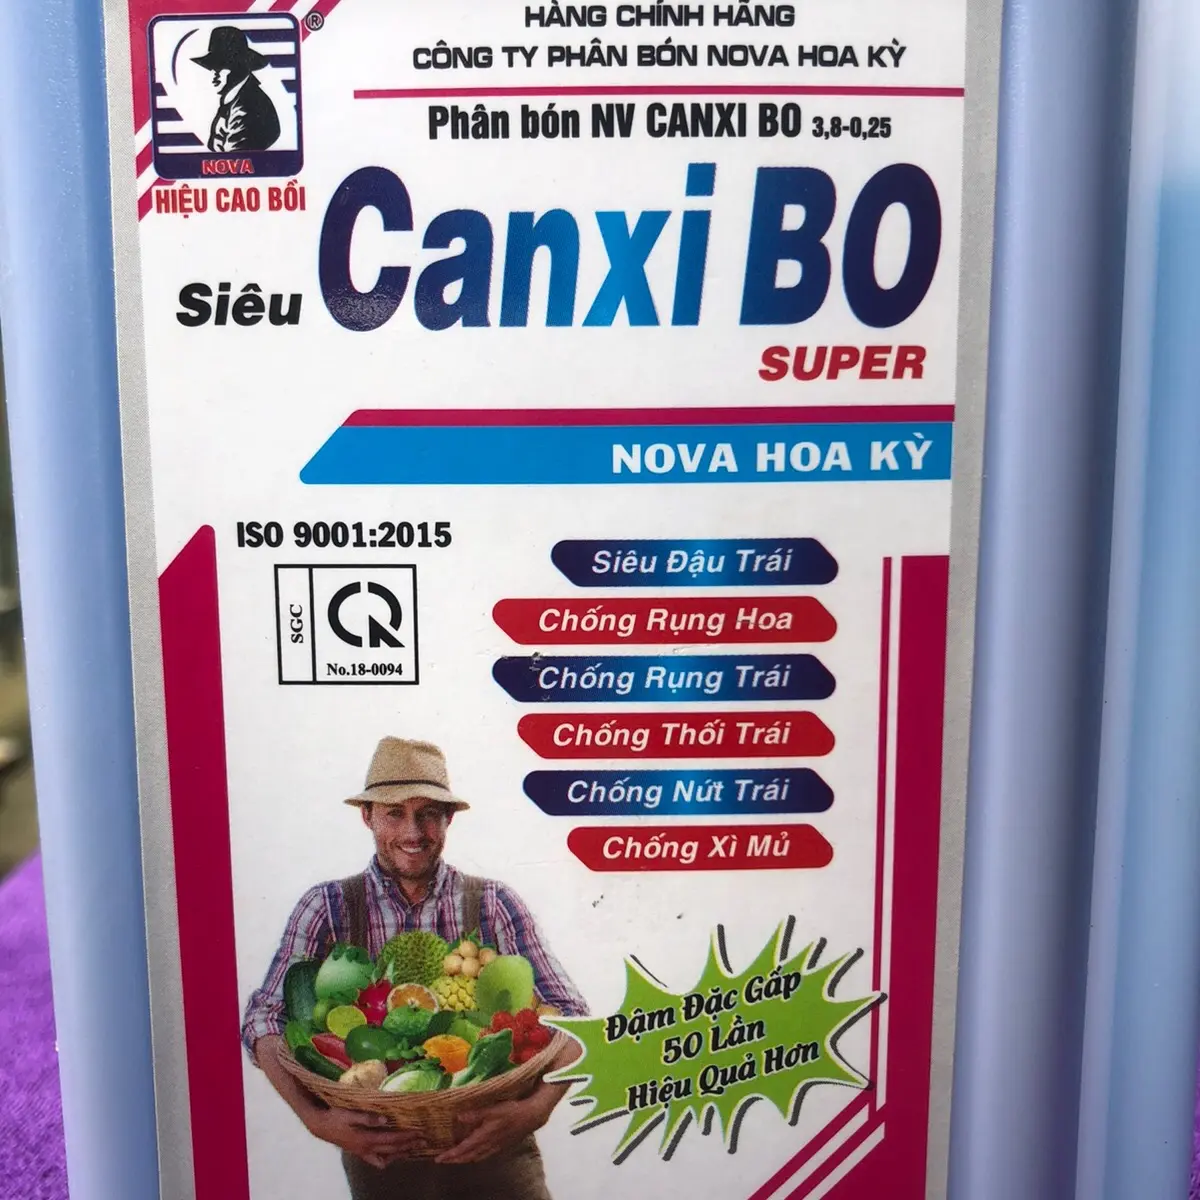 HÀNG CHÍNH HÃNG
CÔNG TY PHÂN BÓN NOVA HOA KỲ
®
NOVA
HIỆU CAO BỒI
Phân bón NV CANXI BO 3,8-0,25
Siêu Canxi BO
SUPER
NOVA HOA KỲ
ISO 9001:2015
SGC
No.18-0094
Siêu Đậu Trái
Chống Rụng Hoa
Chống Rụng Trái
Chống Thối Trái
Chống Nứt Trái
Chống Xì Mủ
Đậm Đặc Gấp
50 Lần
Hiệu Quả Hơn